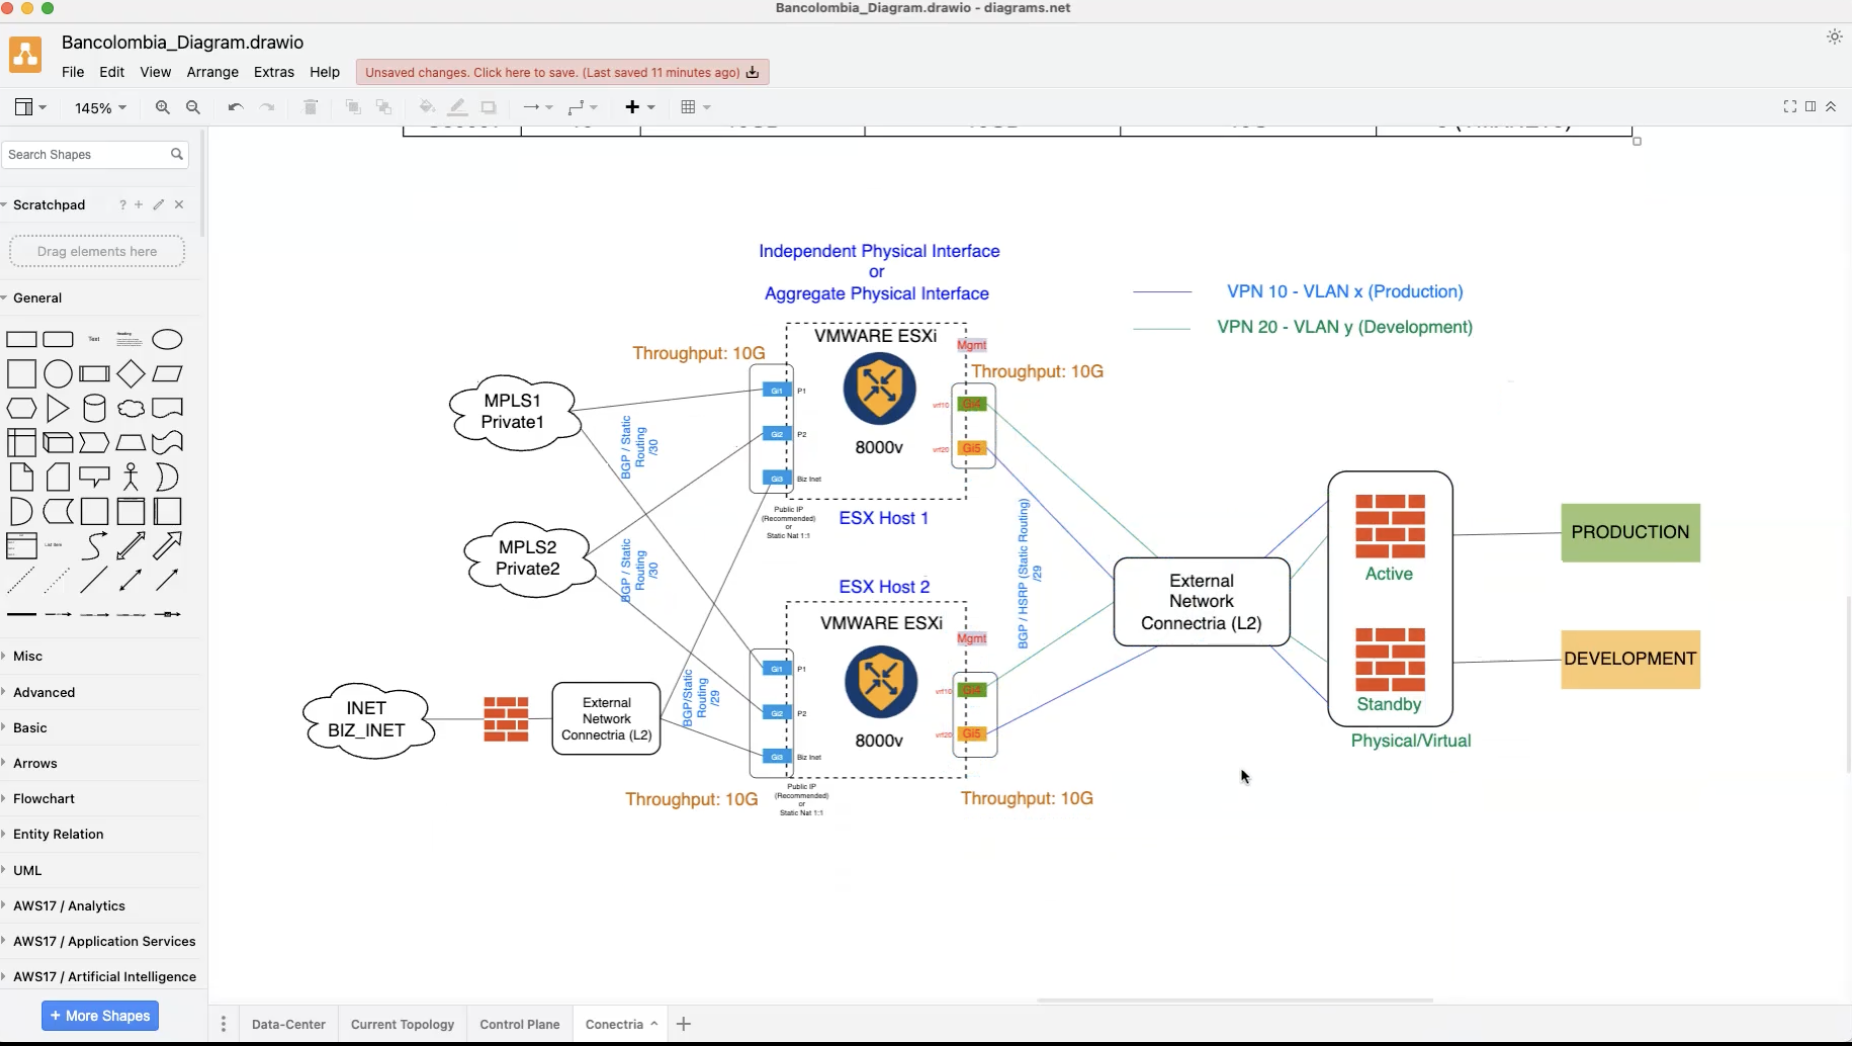 Bancolombia_Diagram.drawio - diagrams.net
Bancolombia_Diagram.drawio
File Edit View Arrange Extras Help
Unsaved changes. Click here to save. (Last saved 11 minutes ago)
145%
Search Shapes
Scratchpad
?
Drag elements here
General
Text
Heading
List Item
Misc
Advanced
Basic
Arrows
Flowchart
Entity Relation
UML
AWS17 / Analytics
AWS17 / Application Services
AWS17 / Artificial Intelligence
+ More Shapes
Independent Physical Interface
or
Aggregate Physical Interface
VPN 10 - VLAN x (Production)
VPN 20 - VLAN y (Development)
Throughput: 10G
VMWARE ESXi
Mgmt
Throughput: 10G
MPLS1
Private1
BGP / Static
Routing
/30
Gi1 P1
Gi2 P2
Gi3 Biz Inet
8000v
vrf10 Gi4
vrf20 Gi5
Public IP
(Recommended)
or
Static Nat 1:1
ESX Host 1
MPLS2
Private2
BGP / Static
Routing
/30
BGP / HSRP (Static Routing)
/29
ESX Host 2
VMWARE ESXi
Mgmt
Gi1 P1
Gi2 P2
Gi3 Biz Inet
8000v
vrf10 Gi4
vrf20 Gi5
INET
BIZ_INET
External
Network
Connectria (L2)
BGP/Static
Routing
/29
Public IP
(Recommended)
or
Static Nat 1:1
Throughput: 10G
Throughput: 10G
External
Network
Connectria (L2)
Active
Standby
Physical/Virtual
PRODUCTION
DEVELOPMENT
Data-Center
Current Topology
Control Plane
Conectria